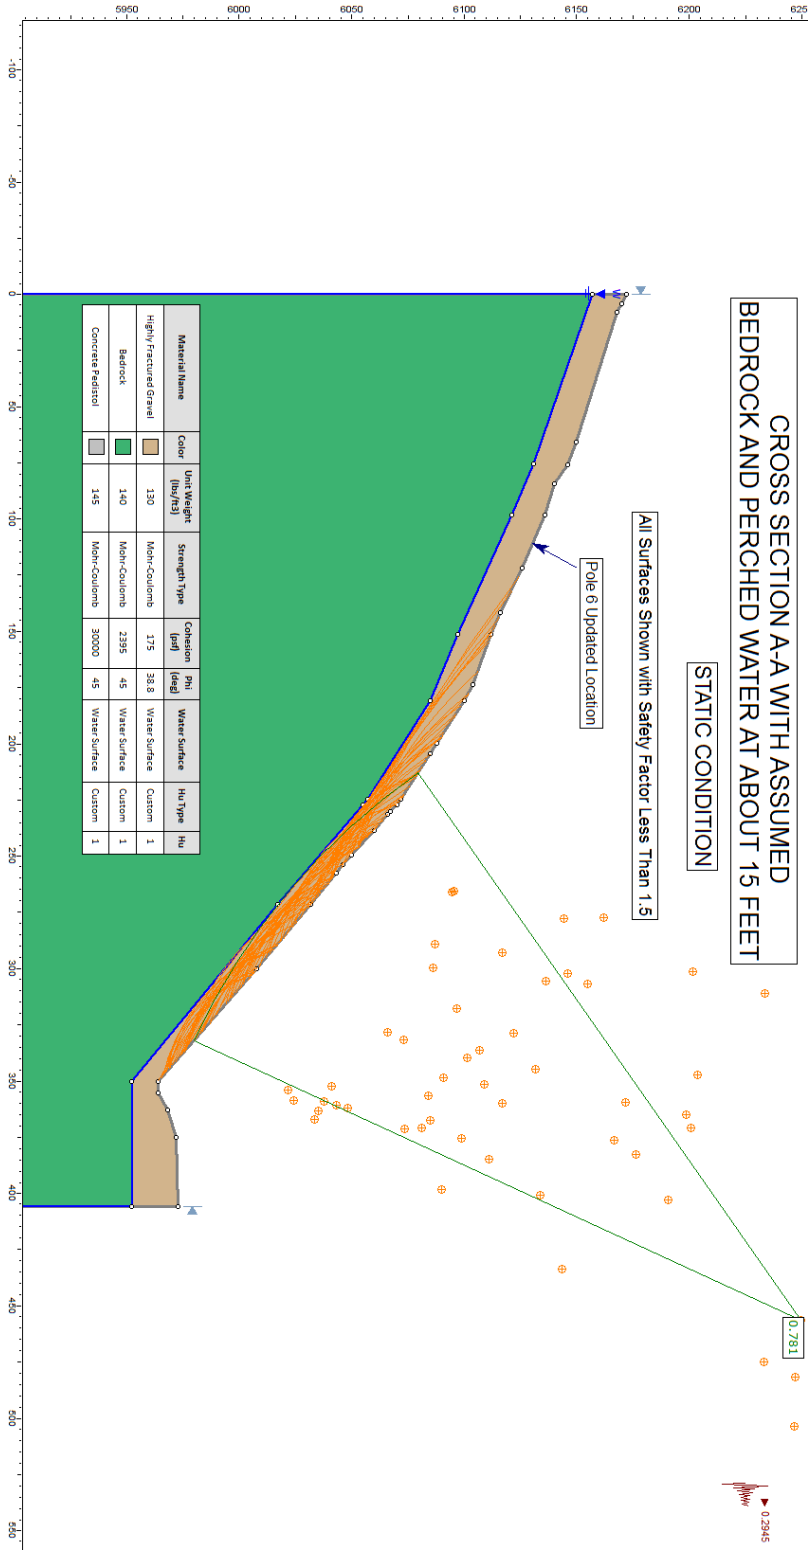 CROSS SECTION A-A WITH ASSUMED
BEDROCK AND PERCHED WATER AT ABOUT 15 FEET
STATIC CONDITION
All Surfaces Shown with Safety Factor Less Than 1.5
Pole 6 Updated Location
0.781
0.2945
W
Material Name Color Unit Weight (lbs/ft3) Strength Type Cohesion (psf) Phi (deg) Water Surface Hu Type Hu
Highly Fractured Gravel 130 Mohr-Coulomb 175 38.8 Water Surface Custom 1
Bedrock 140 Mohr-Coulomb 2395 45 Water Surface Custom 1
Concrete Pedistol 145 Mohr-Coulomb 30000 45 Water Surface Custom 1
625
6200
6150
6100
6050
6000
5950
-100 -50 0 50 100 150 200 250 300 350 400 450 500 550